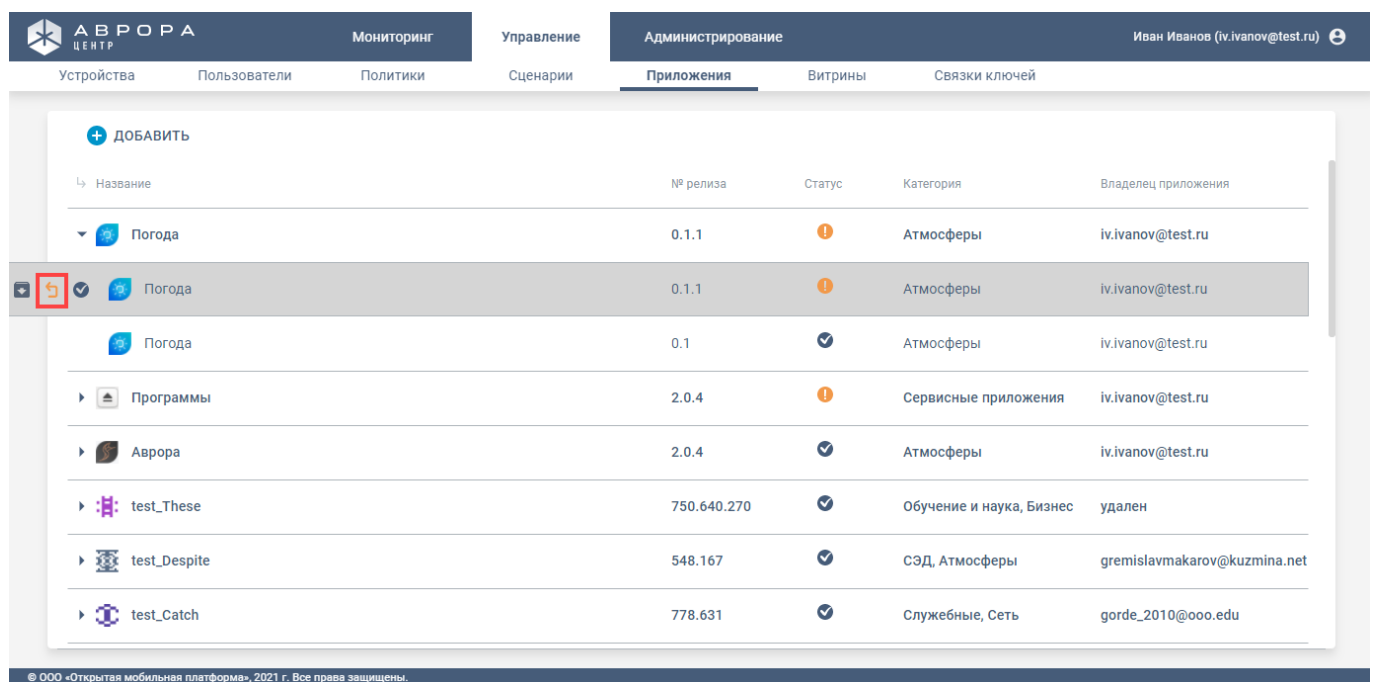 АВРОРА
ЦЕНТР
Мониторинг Управление Администрирование Иван Иванов (iv.ivanov@test.ru)
Устройства Пользователи Политики Сценарии Приложения Витрины Связки ключей
ДОБАВИТЬ
Название № релиза Статус Категория Владелец приложения
Погода 0.1.1 Атмосферы iv.ivanov@test.ru
Погода 0.1.1 Атмосферы iv.ivanov@test.ru
Погода 0.1 Атмосферы iv.ivanov@test.ru
Программы 2.0.4 Сервисные приложения iv.ivanov@test.ru
Аврора 2.0.4 Атмосферы iv.ivanov@test.ru
test_These 750.640.270 Обучение и наука, Бизнес удален
test_Despite 548.167 СЭД, Атмосферы gremislavmakarov@kuzmina.net
test_Catch 778.631 Служебные, Сеть gorde_2010@ooo.edu
© ООО «Открытая мобильная платформа», 2021 г. Все права защищены.